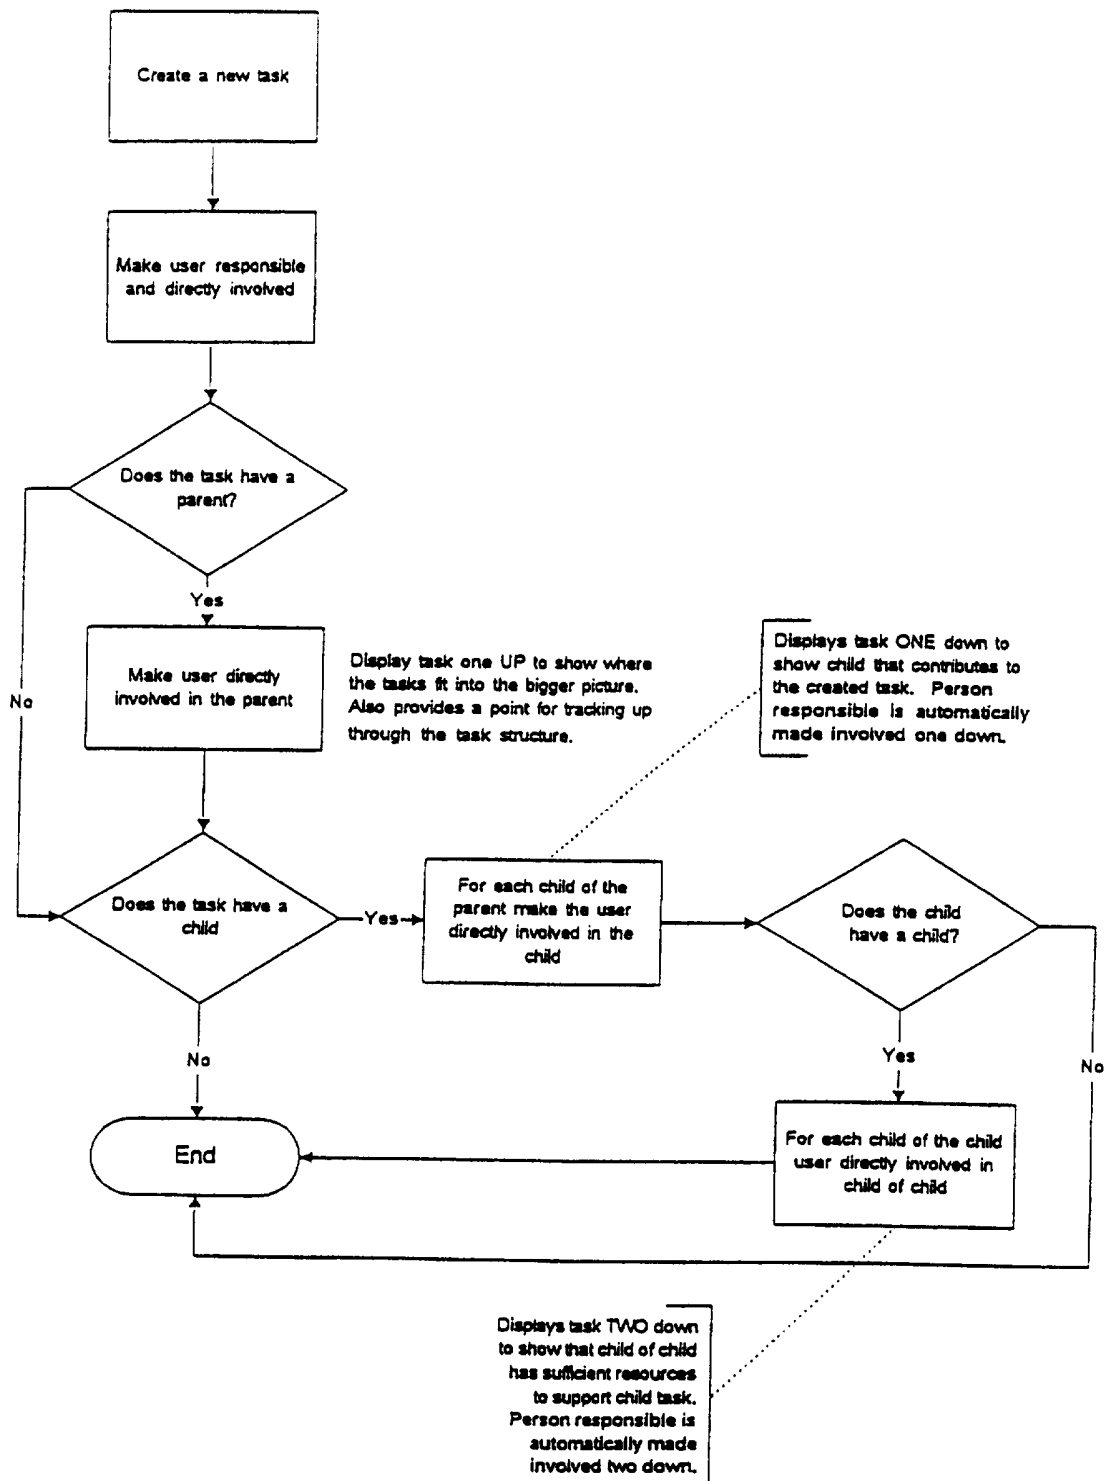 Create a new task
Make user responsible
and directly involved
Does the task have a
parent?
Yes
No
Make user directly
involved in the parent
Display task one UP to show where
the tasks fit into the bigger picture.
Also provides a point for tracking up
through the task structure.
Displays task ONE down to
show child that contributes to
the created task. Person
responsible is automatically
made involved one down.
Does the task have a
child
Yes
For each child of the
parent make the user
directly involved in the
child
Does the child
have a child?
No
Yes
No
End
For each child of the child
user directly involved in
child of child
Displays task TWO down
to show that child of child
has sufficient resources
to support child task.
Person responsible is
automatically made
involved two down.